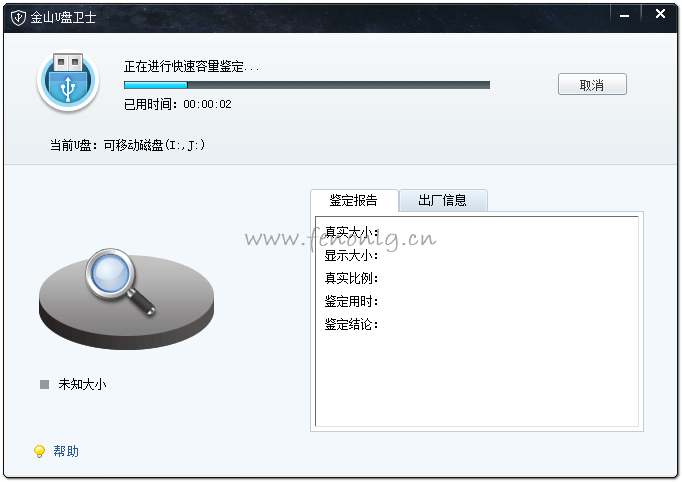 金山U盘卫士
正在进行快速容量鉴定...
取消
已用时间：00:00:02
当前U盘：可移动磁盘(I:,J:)
鉴定报告
出厂信息
www.fenonlg.cn
真实大小：
显示大小：
真实比例：
鉴定用时：
鉴定结论：
未知大小
帮助